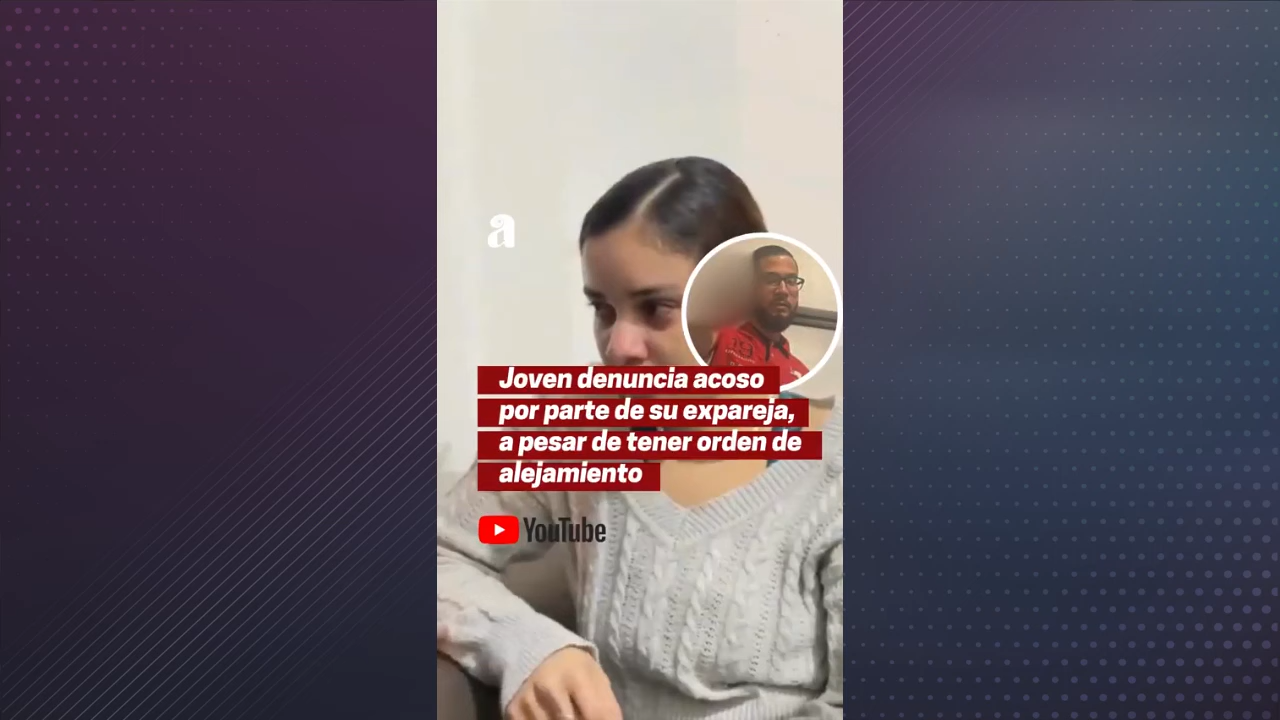 a
Joven denuncia acoso
por parte de su expareja,
a pesar de tener orden de
alejamiento
YouTube